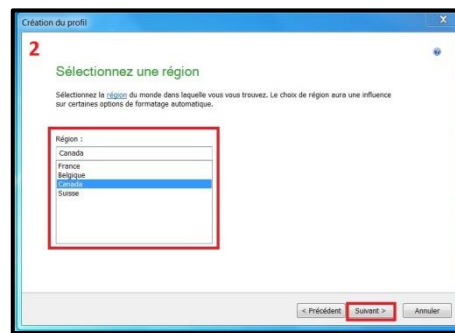 Création du profil
X
2
Sélectionnez une région
Sélectionnez la région du monde dans laquelle vous vous trouvez. Le choix de région aura une influence
sur certaines options de formatage automatique.
Région :
Canada
France
Belgique
Canada
Suisse
< Précédent Suivant > Annuler